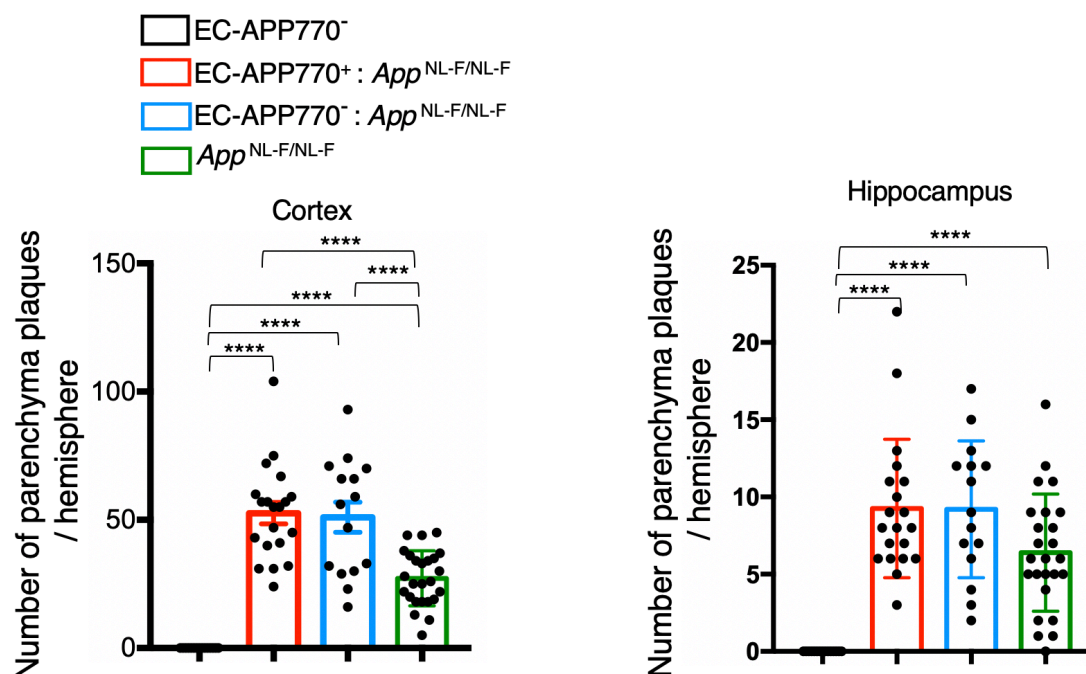 EC-APP770⁻
EC-APP770⁺ : App NL-F/NL-F
EC-APP770⁻ : App NL-F/NL-F
App NL-F/NL-F
Cortex
Number of parenchyma plaques
/ hemisphere
150
100
50
0
****
****
****
****
****
Hippocampus
Number of parenchyma plaques
/ hemisphere
25
20
15
10
5
0
****
****
****